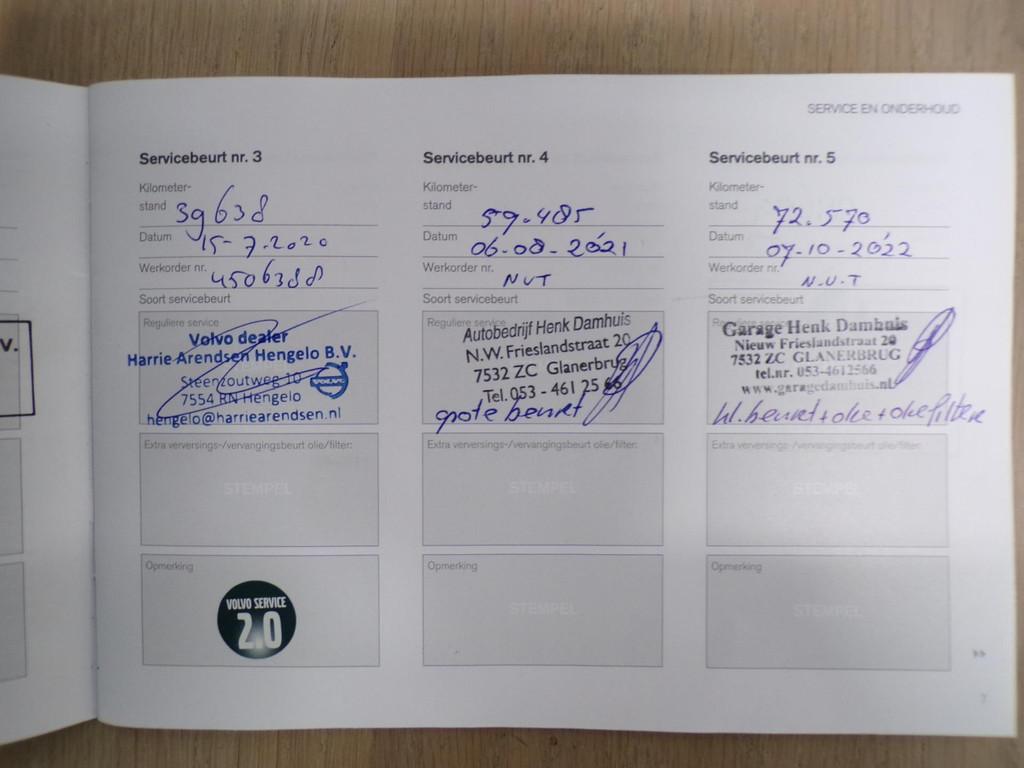 V.
SERVICE EN ONDERHOUD
Servicebeurt nr. 3
Kilometer-
stand 39638
Datum 15-7-2020
Werkorder nr. 4506388
Soort servicebeurt
Reguliere service
Volvo dealer
Harrie Arendsen Hengelo B.V.
Steenzoutweg 10
VOLVO
7554 RN Hengelo
hengelo@harriearendsen.nl
Extra verversings-/vervangingsbeurt olie/filter:
STEMPEL
Opmerking
VOLVO SERVICE
2.0
Servicebeurt nr. 4
Kilometer-
stand 59.485
Datum 06-08-2021
Werkorder nr. NVT
Soort servicebeurt
Reguliere service
Autobedrijf Henk Damhuis
N.W. Frieslandstraat 20
7532 ZC Glanerbrug
Tel. 053 - 461 25 66
grote beurt
Extra verversings-/vervangingsbeurt olie/filter:
STEMPEL
Opmerking
STEMPEL
Servicebeurt nr. 5
Kilometer-
stand 72.570
Datum 07-10-2022
Werkorder nr. N.V.T
Soort servicebeurt
Reguliere service
Garage Henk Damhuis
Nieuw Frieslandstraat 20
7532 ZC GLANERBRUG
tel.nr. 053-4612566
www.garagedamhuis.nl
kl. beurt + olie + oliefilter
Extra verversings-/vervangingsbeurt olie/filter:
STEMPEL
Opmerking
STEMPEL
7